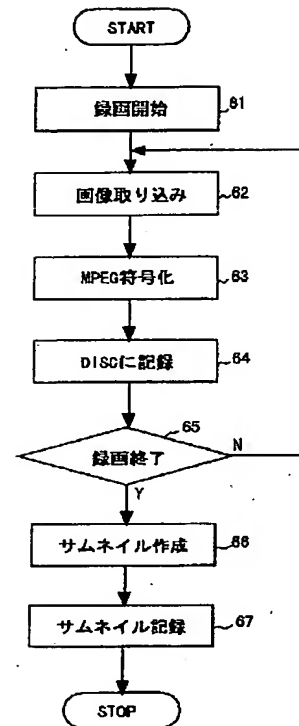 START
録画開始 61
画像取り込み 62
MPEG符号化 63
DISCに記録 64
65
録画終了 N
Y
サムネイル作成 66
サムネイル記録 67
STOP